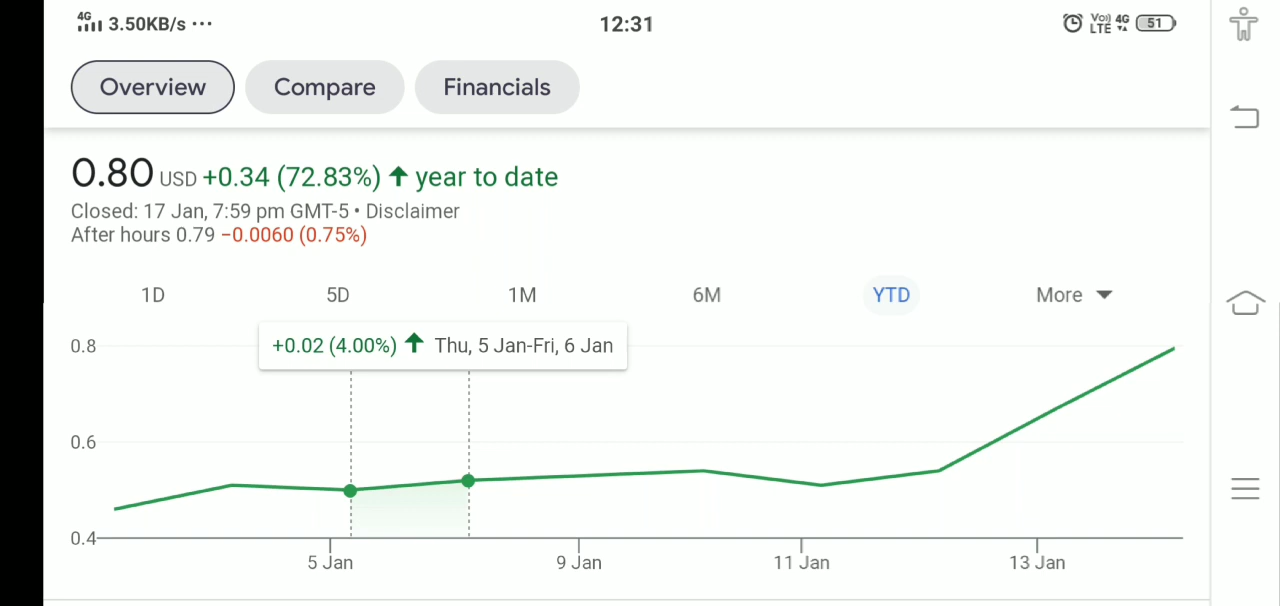 4G 3.50KB/s ··· 12:31 Vo) LTE 4G 51
Overview Compare Financials
0.80 USD +0.34 (72.83%) ↑ year to date
Closed: 17 Jan, 7:59 pm GMT-5 • Disclaimer
After hours 0.79 −0.0060 (0.75%)
1D 5D 1M 6M YTD More
+0.02 (4.00%) ↑ Thu, 5 Jan-Fri, 6 Jan
0.8
0.6
0.4
5 Jan 9 Jan 11 Jan 13 Jan